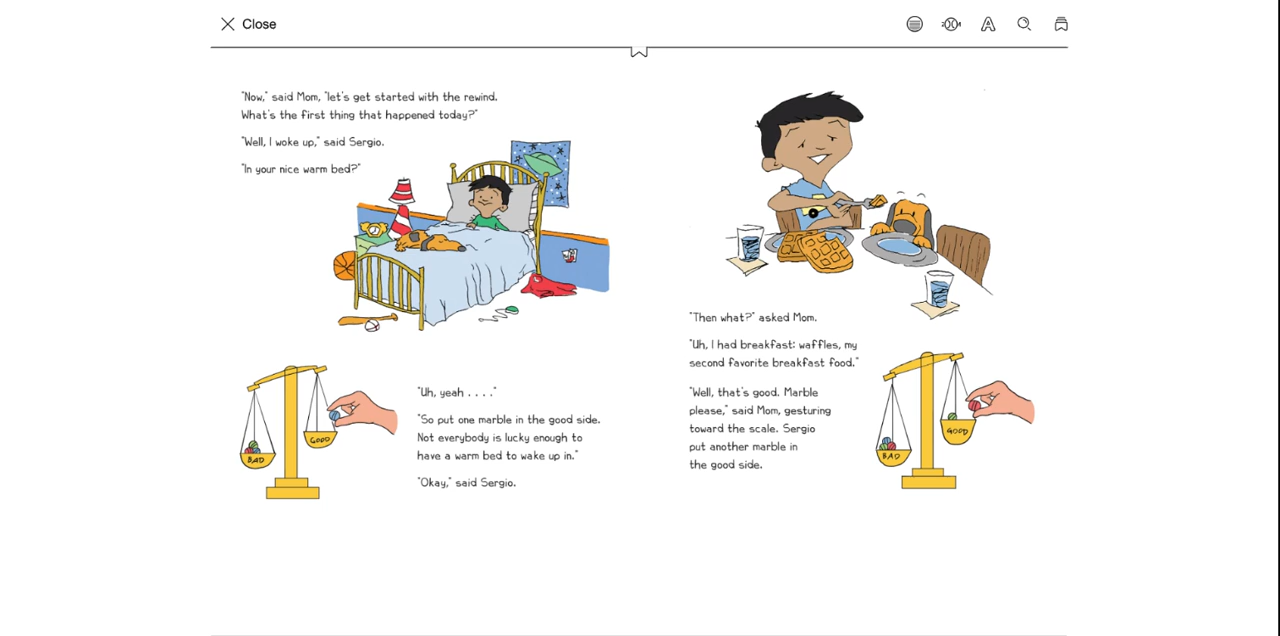 Close
"Now," said Mom, "let's get started with the rewind.
What's the first thing that happened today?"
"Well, I woke up," said Sergio.
"In your nice warm bed?"
BAD
GOOD
"Uh, yeah . . . ."
"So put one marble in the good side.
Not everybody is lucky enough to
have a warm bed to wake up in."
"Okay," said Sergio.
"Then what?" asked Mom.
"Uh, I had breakfast: waffles, my
second favorite breakfast food."
"Well, that's good. Marble
please," said Mom, gesturing
toward the scale. Sergio
put another marble in
the good side.
BAD
GOOD